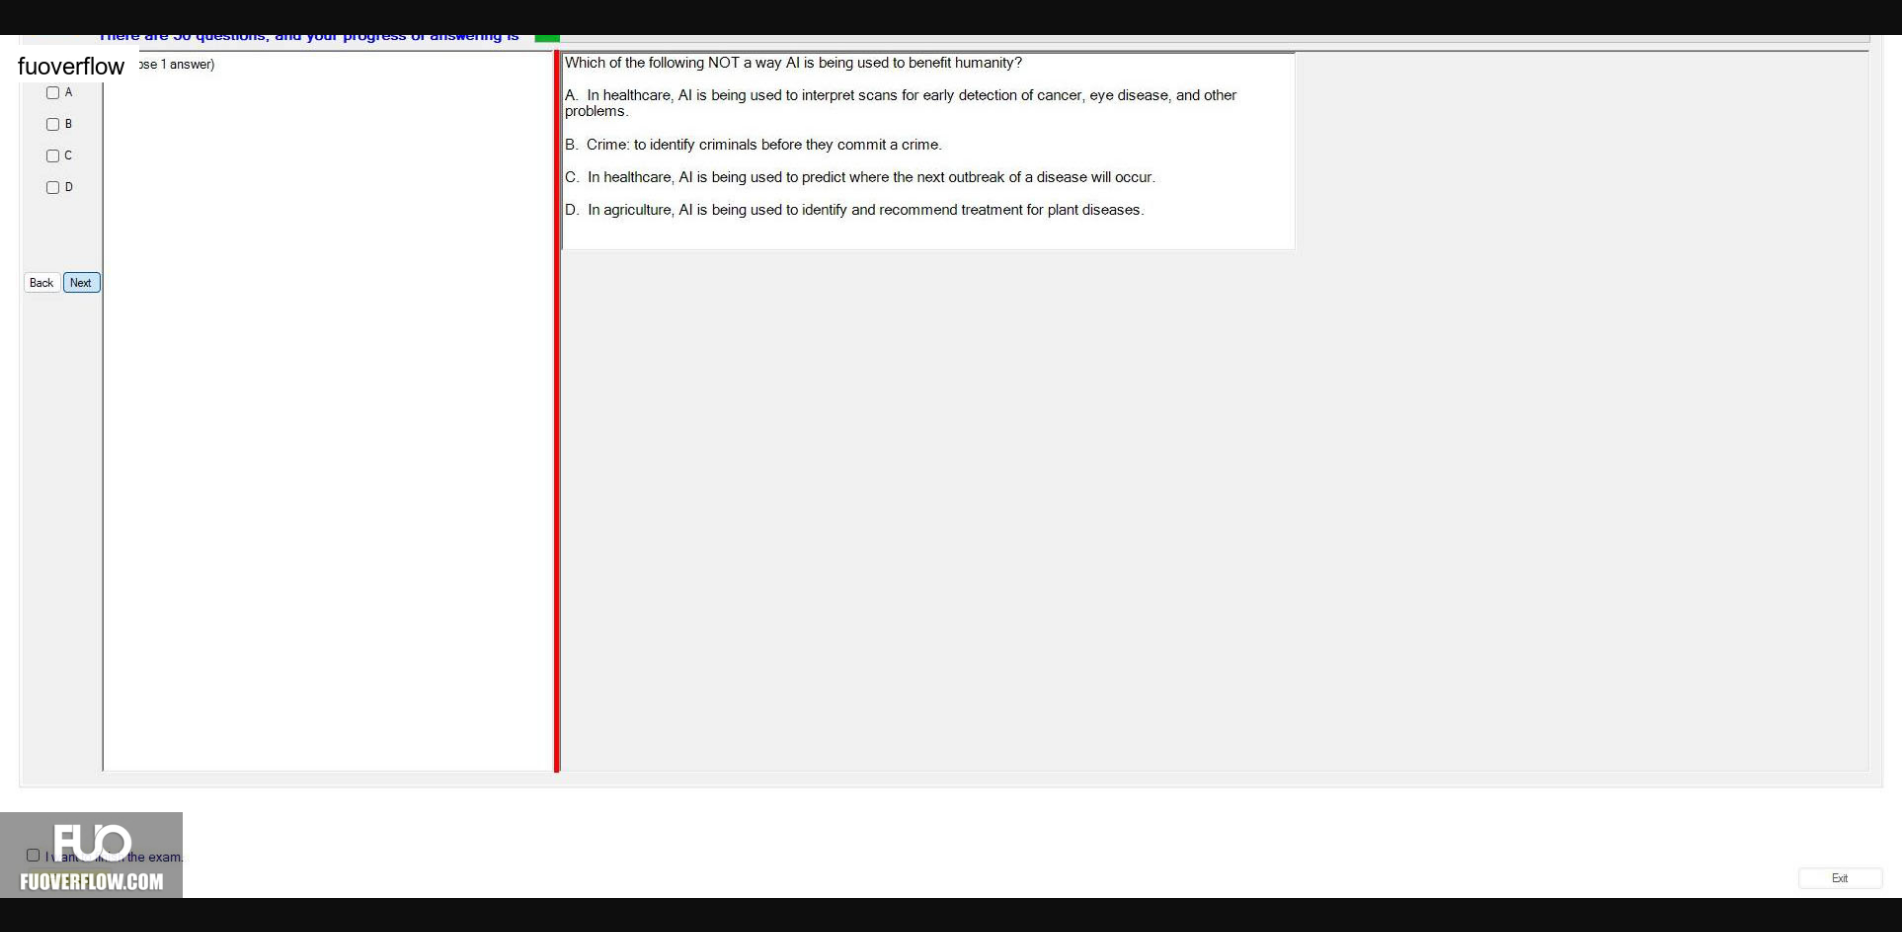 There are 50 questions, and your progress of answering is
fuoverflow
ose 1 answer)
A
B
C
D
Back
Next
Which of the following NOT a way AI is being used to benefit humanity?
A. In healthcare, AI is being used to interpret scans for early detection of cancer, eye disease, and other
problems.
B. Crime: to identify criminals before they commit a crime.
C. In healthcare, AI is being used to predict where the next outbreak of a disease will occur.
D. In agriculture, AI is being used to identify and recommend treatment for plant diseases.
FUO
I want the exam.
FUOVERFLOW.COM
Exit